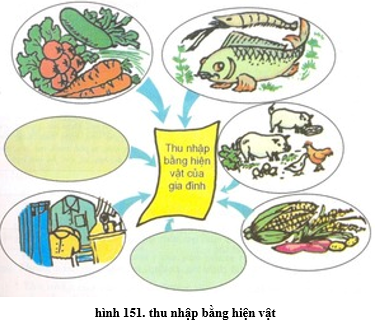 Thu nhập
bằng hiện
vật của
gia đình
hình 151. thu nhập bằng hiện vật